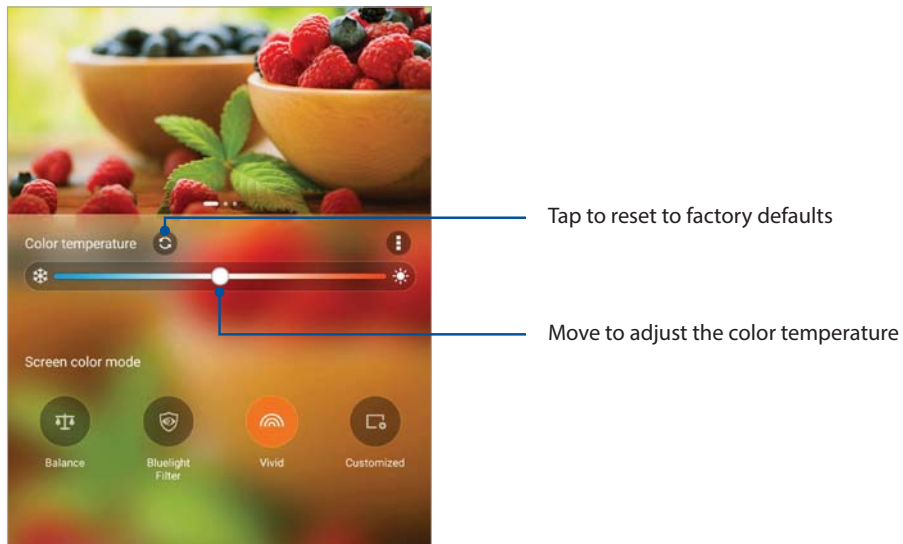 Color temperature
Tap to reset to factory defaults
Move to adjust the color temperature
Screen color mode
Balance
Bluelight
Filter
Vivid
Customized